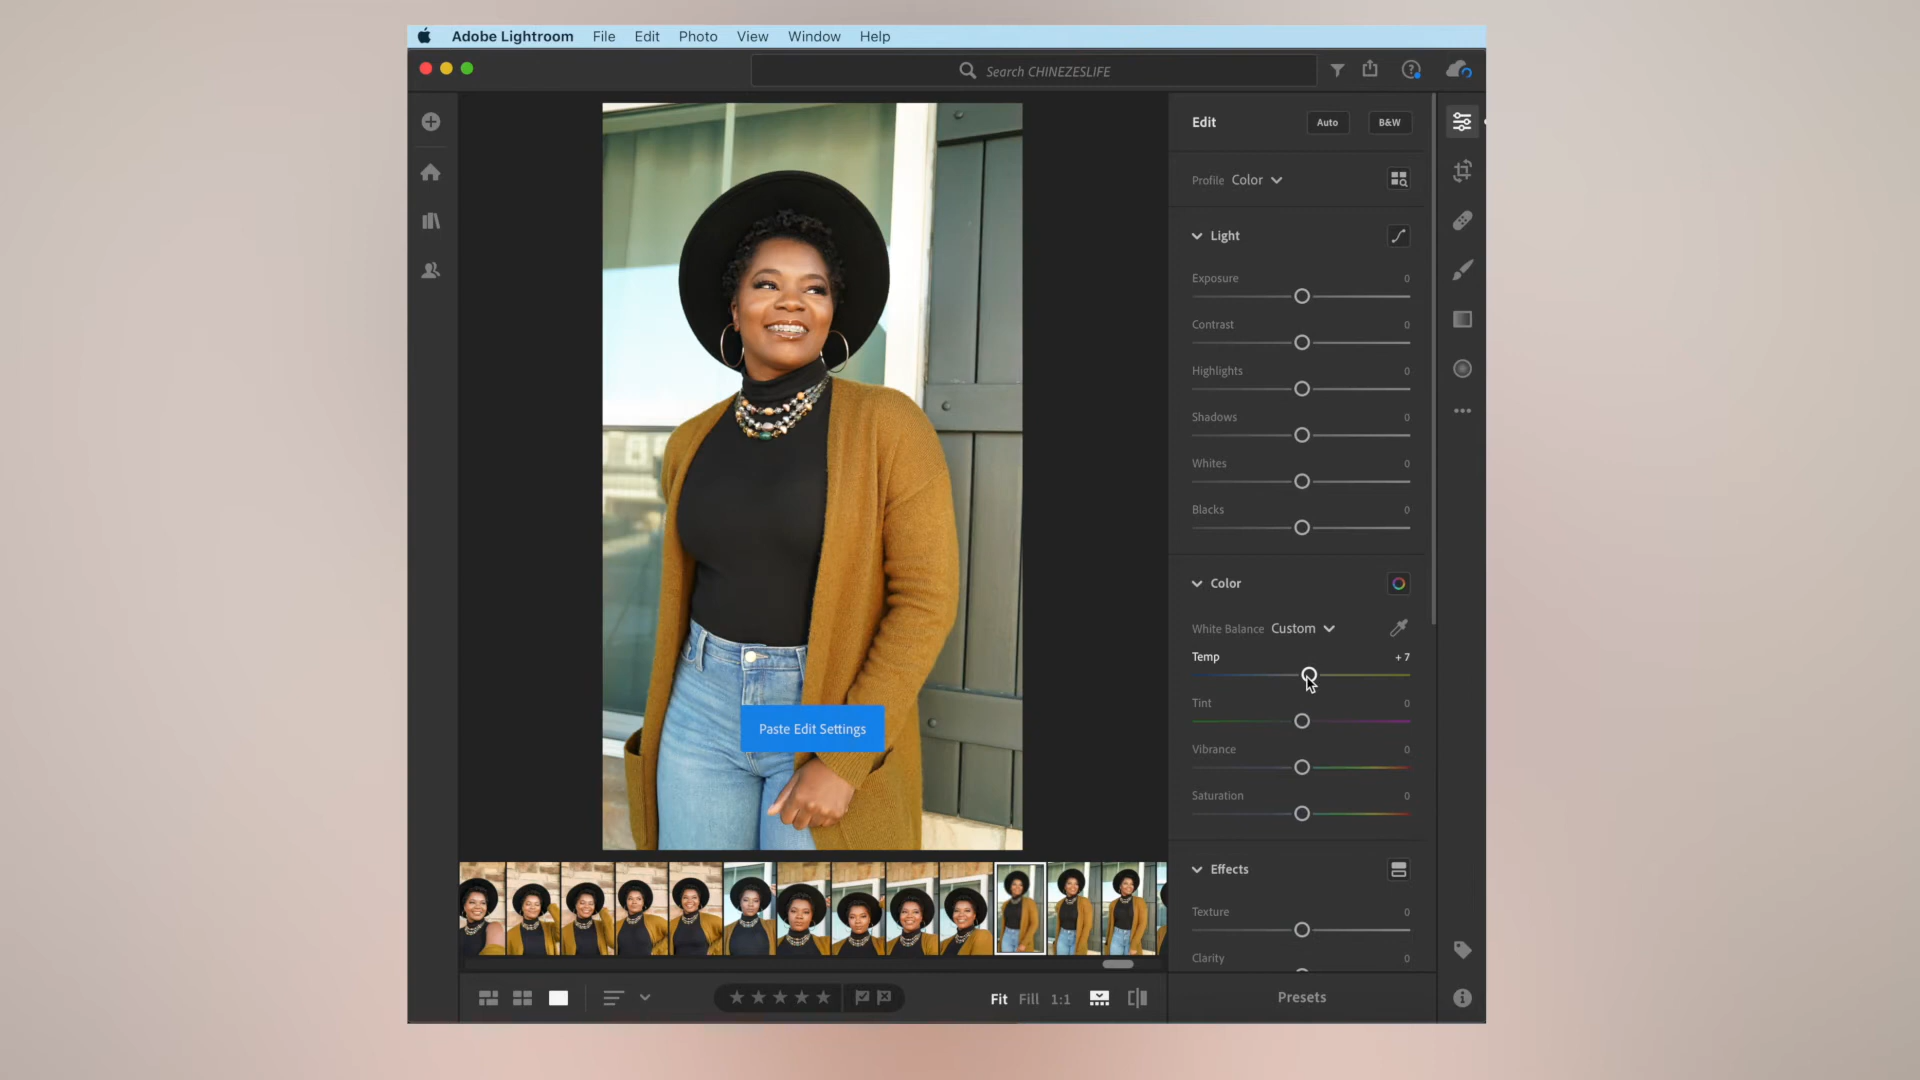 Adobe Lightroom File Edit Photo View Window Help
Search CHINEZESLIFE
Edit Auto B&W
Profile Color
Light
Exposure 0
Contrast 0
Highlights 0
Shadows 0
Whites 0
Blacks 0
Color
White Balance Custom
Temp + 7
Tint 0
Vibrance 0
Saturation 0
Paste Edit Settings
Effects
Texture 0
Clarity 0
Fit Fill 1:1
Presets